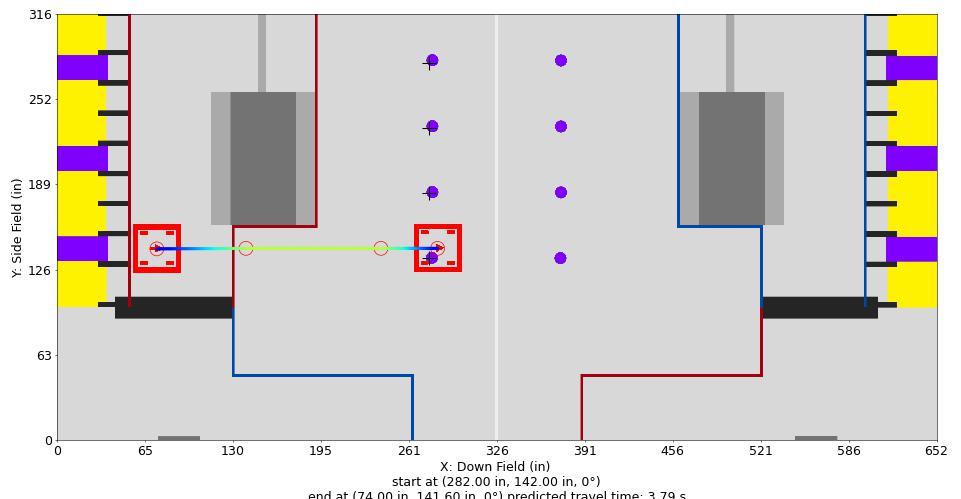 316
252
189
126
63
0
Y: Side Field (in)
0 65 130 195 261 326 391 456 521 586 652
X: Down Field (in)
start at (282.00 in, 142.00 in, 0°)
end at (74.00 in, 141.60 in, 0°) predicted travel time: 3.79 s